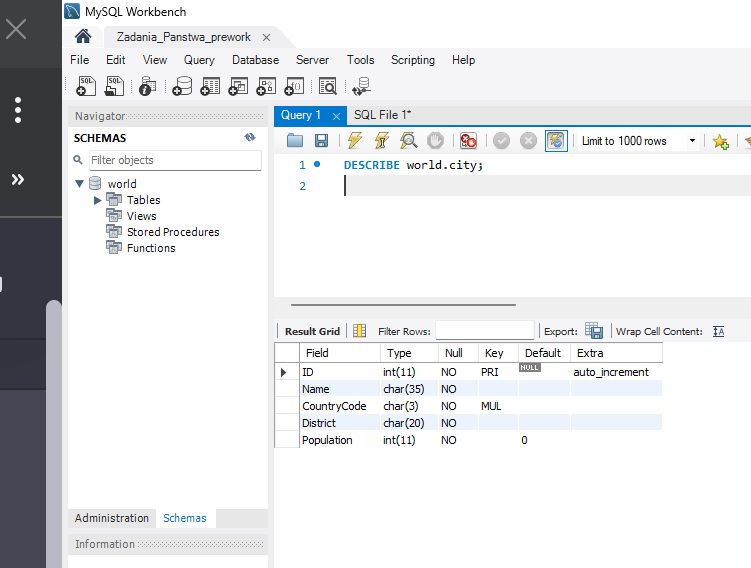 MySQL Workbench
Zadania_Panstwa_prework
File Edit View Query Database Server Tools Scripting Help
Navigator
SCHEMAS
Filter objects
world
Tables
Views
Stored Procedures
Functions
Administration Schemas
Information
Query 1 SQL File 1*
Limit to 1000 rows
1 DESCRIBE world.city;
2
Result Grid Filter Rows: Export: Wrap Cell Content:
Field Type Null Key Default Extra
ID int(11) NO PRI NULL auto_increment
Name char(35) NO
CountryCode char(3) NO MUL
District char(20) NO
Population int(11) NO 0